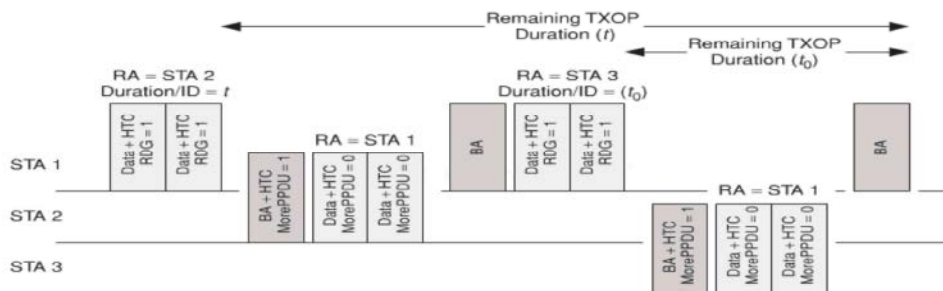 Remaining TXOP
Duration (t)
Remaining TXOP
Duration (t₀)
RA = STA 2
Duration/ID = t
RA = STA 3
Duration/ID = (t₀)
RA = STA 1
STA 1
Data + HTC
RDG = 1
Data + HTC
RDG = 1
BA
Data + HTC
RDG = 1
Data + HTC
RDG = 1
BA
BA + HTC
MorePPDU = 1
Data + HTC
MorePPDU = 0
Data + HTC
MorePPDU = 0
RA = STA 1
STA 2
BA + HTC
MorePPDU = 1
Data + HTC
MorePPDU = 0
Data + HTC
MorePPDU = 0
STA 3